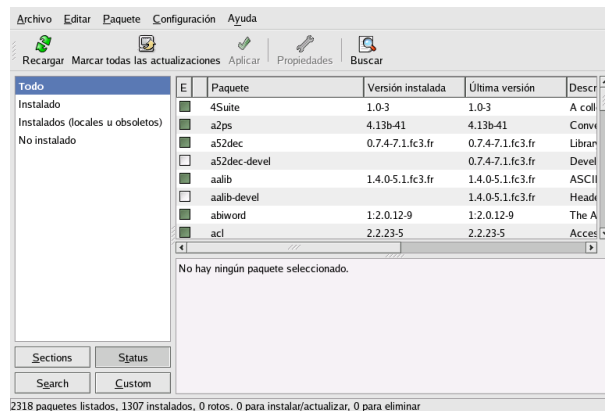 Archivo Editar Paquete Configuración Ayuda
Recargar Marcar todas las actualizaciones Aplicar Propiedades Buscar
Todo
Instalado
Instalados (locales u obsoletos)
No instalado
E Paquete Versión instalada Última versión Descr
4Suite 1.0-3 1.0-3 A coll
a2ps 4.13b-41 4.13b-41 Conve
a52dec 0.7.4-7.1.fc3.fr 0.7.4-7.1.fc3.fr Librar
a52dec-devel 0.7.4-7.1.fc3.fr Devel
aalib 1.4.0-5.1.fc3.fr 1.4.0-5.1.fc3.fr ASCII
aalib-devel 1.4.0-5.1.fc3.fr Heade
abiword 1:2.0.12-9 1:2.0.12-9 The A
acl 2.2.23-5 2.2.23-5 Acces
No hay ningún paquete seleccionado.
Sections Status
Search Custom
2318 paquetes listados, 1307 instalados, 0 rotos. 0 para instalar/actualizar, 0 para eliminar